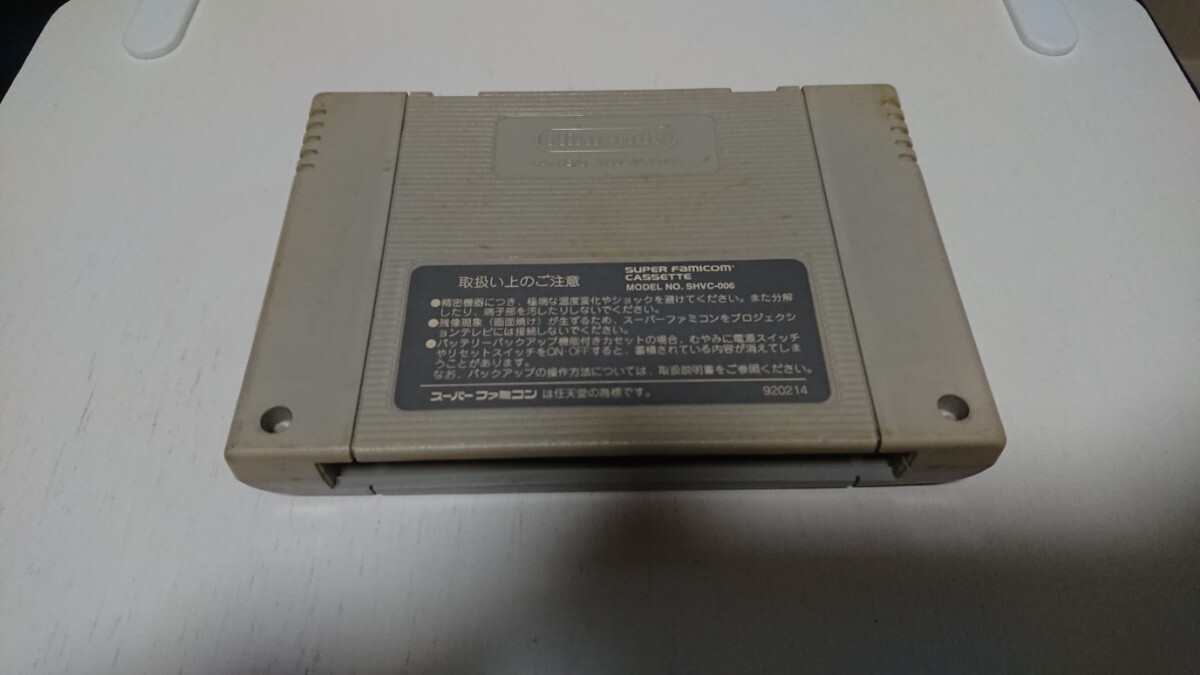 Nintendo
取扱い上のご注意
SUPER FAMICOM
CASSETTE
MODEL NO. SHVC-006
●精密機器につき、極端な温度変化やショックを避けてください。また分解
したり、端子部を汚したりしないでください。
●残像現象（画面焼け）が生ずるため、スーパーファミコンをプロジェクシ
ョンテレビには接続しないでください。
●バッテリーバックアップ機能付きカセットの場合、むやみに電源スイッチ
やリセットスイッチをON・OFFすると、蓄積されている内容が消えてしま
うことがあります。
なお、バックアップの操作方法については、取扱説明書をご参照ください。
スーパーファミコン は任天堂の商標です。
920214